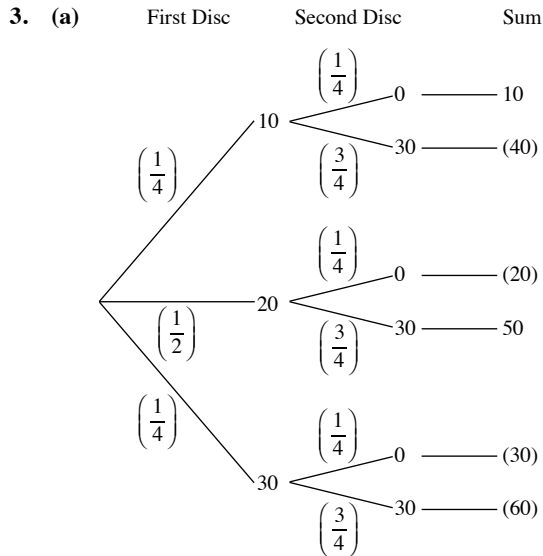 3. (a) First Disc Second Disc Sum
(1/4) 0 10
10
(3/4) 30 (40)
(1/4)
(1/4) 0 (20)
20
(1/2) (3/4) 30 50
(1/4)
(1/4) 0 (30)
30
(3/4) 30 (60)